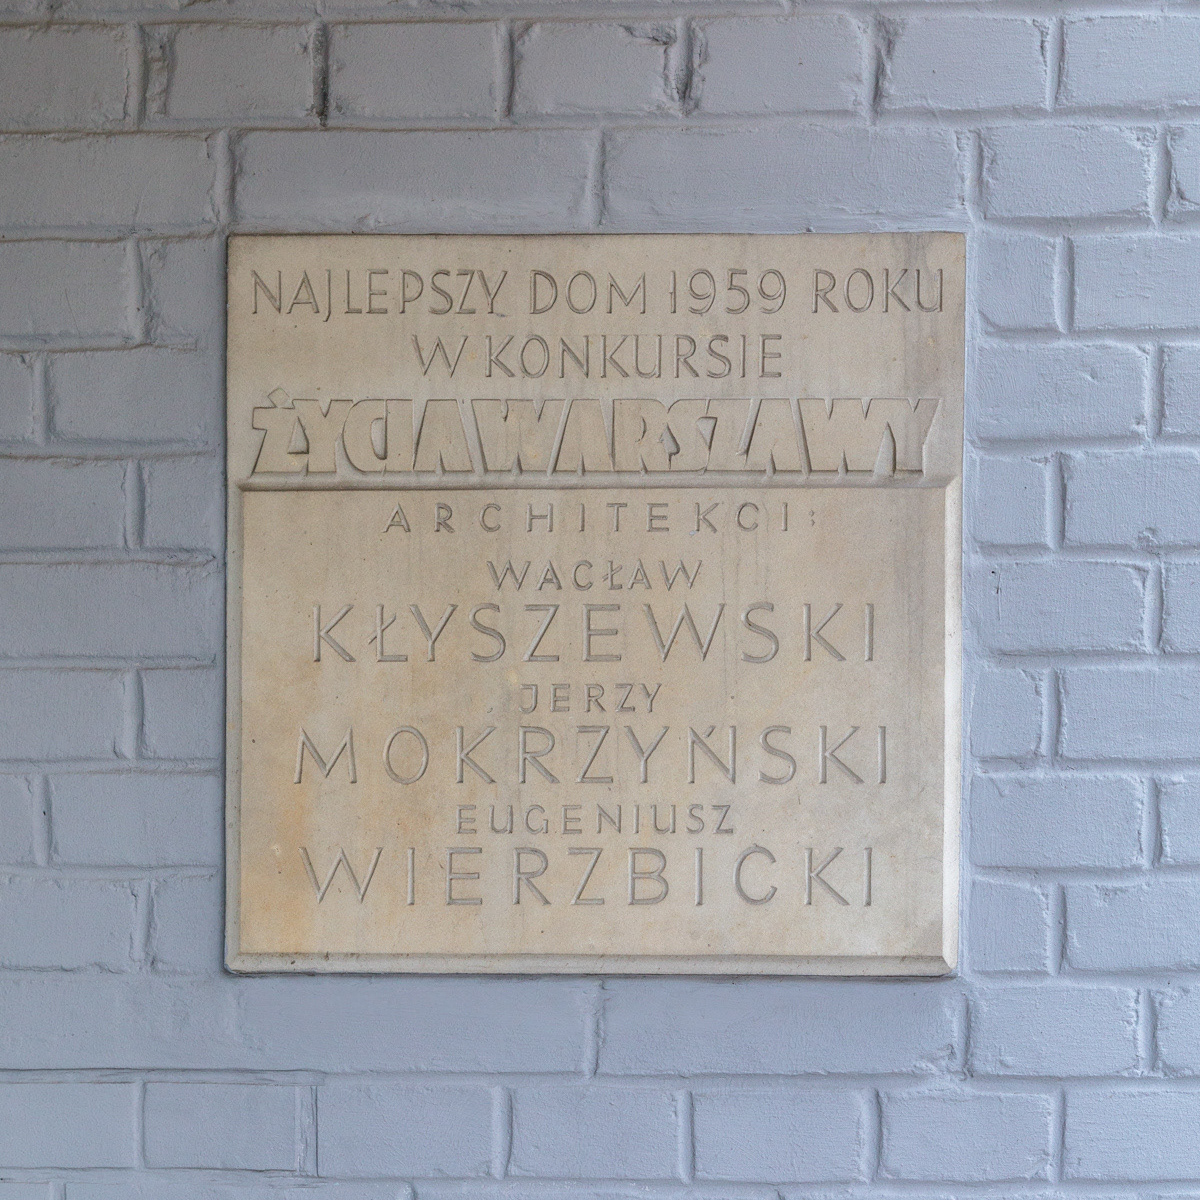 NAJLEPSZY DOM 1959 ROKU
W KONKURSIE
ŻYCIA WARSZAWY
ARCHITEKCI:
WACŁAW
KŁYSZEWSKI
JERZY
MOKRZYŃSKI
EUGENIUSZ
WIERZBICKI